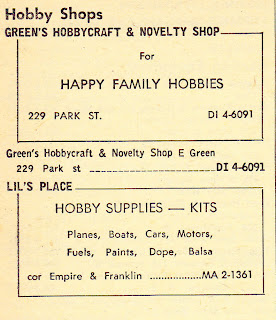 Hobby Shops
GREEN'S HOBBYCRAFT & NOVELTY SHOP
For
HAPPY FAMILY HOBBIES
229 PARK ST. DI 4-6091
Green's Hobbycraft & Novelty Shop E Green
229 Park st ------------------------DI 4-6091
LIL'S PLACE
HOBBY SUPPLIES — KITS
Planes, Boats, Cars, Motors,
Fuels, Paints, Dope, Balsa
cor Empire & Franklin ..................MA 2-1361